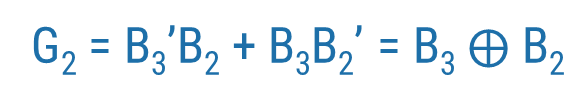 G₂ = B₃’B₂ + B₃B₂’ = B₃ ⊕ B₂